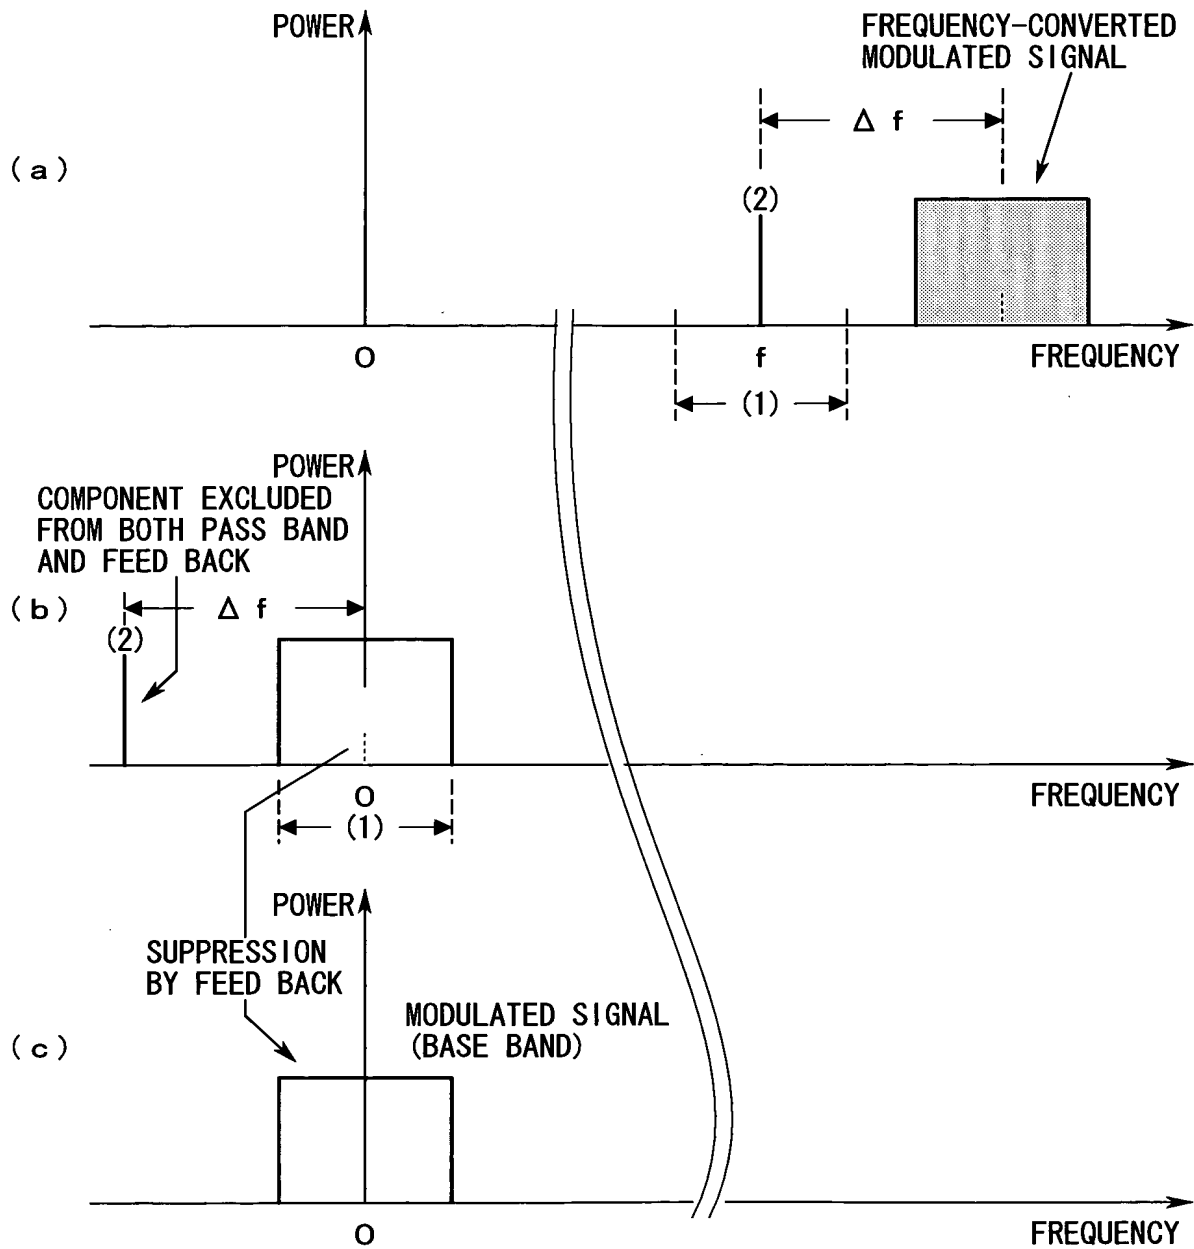 POWER
FREQUENCY-CONVERTED
MODULATED SIGNAL
Δ f
(a)
(2)
O
f
FREQUENCY
(1)
POWER
COMPONENT EXCLUDED
FROM BOTH PASS BAND
AND FEED BACK
(b)
Δ f
(2)
O
FREQUENCY
(1)
POWER
SUPPRESSION
BY FEED BACK
MODULATED SIGNAL
(BASE BAND)
(c)
O
FREQUENCY